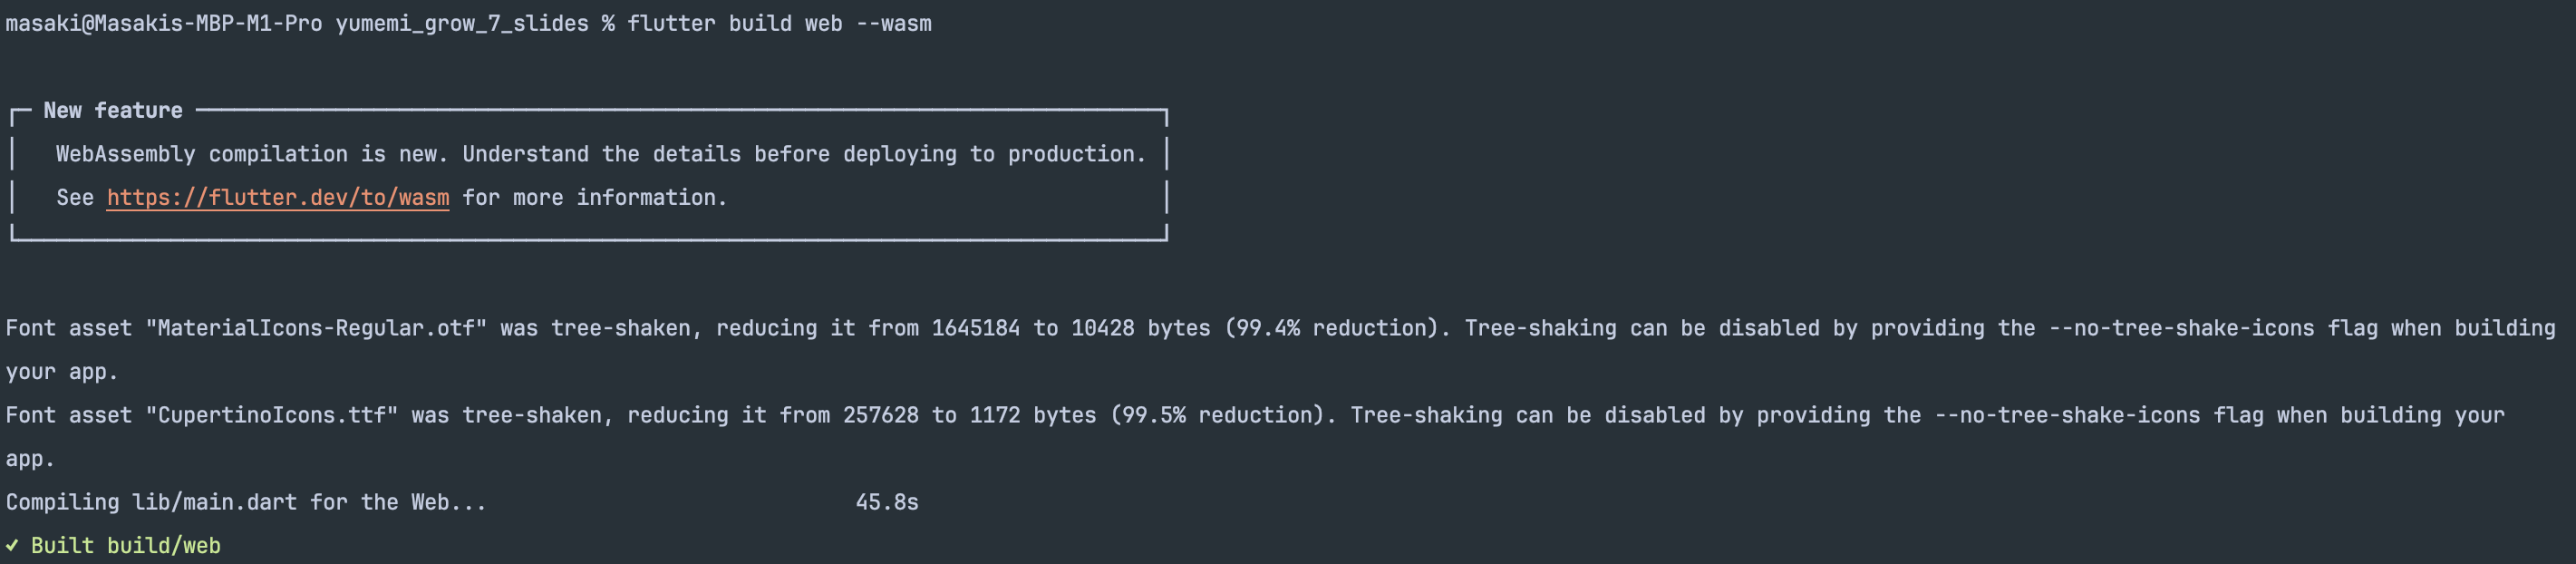 masaki@Masakis-MBP-M1-Pro yumemi_grow_7_slides % flutter build web --wasm
New feature
WebAssembly compilation is new. Understand the details before deploying to production.
See https://flutter.dev/to/wasm for more information.
Font asset "MaterialIcons-Regular.otf" was tree-shaken, reducing it from 1645184 to 10428 bytes (99.4% reduction). Tree-shaking can be disabled by providing the --no-tree-shake-icons flag when building
your app.
Font asset "CupertinoIcons.ttf" was tree-shaken, reducing it from 257628 to 1172 bytes (99.5% reduction). Tree-shaking can be disabled by providing the --no-tree-shake-icons flag when building your
app.
Compiling lib/main.dart for the Web... 45.8s
✓ Built build/web